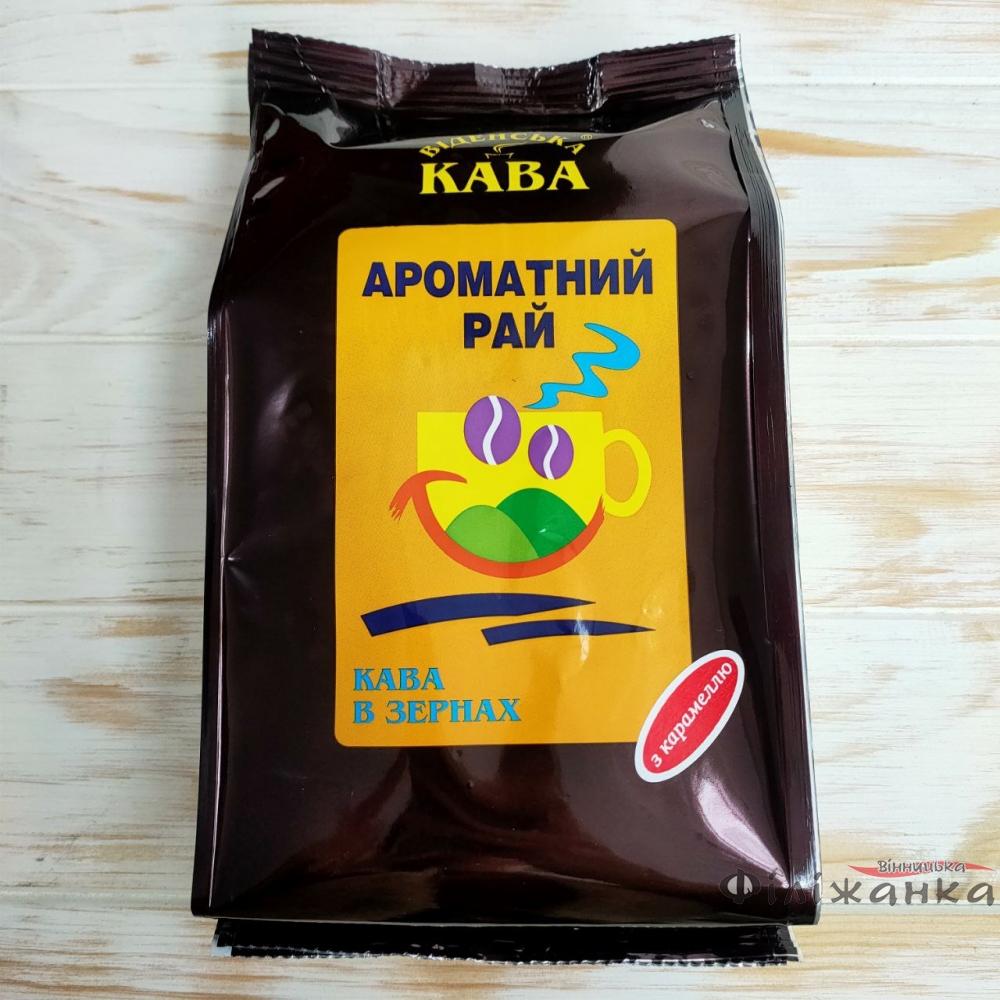 ВІДЕНСЬКА®
КАВА
АРОМАТНИЙ
РАЙ
КАВА
В ЗЕРНАХ
з карамеллю
Вінницька
Філіжанка